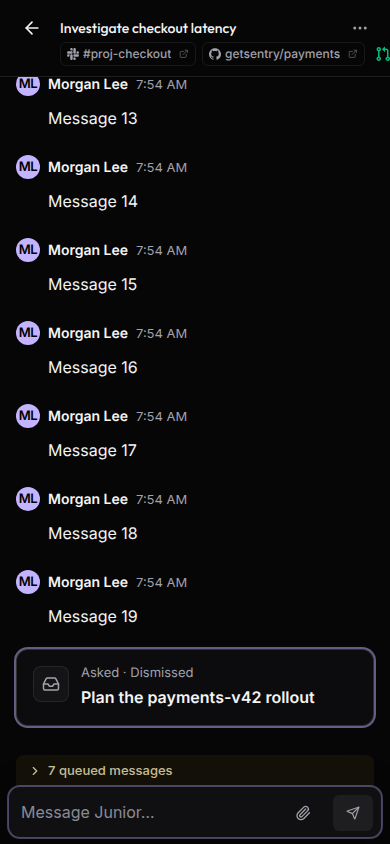 Investigate checkout latency
#proj-checkout
getsentry/payments
ML Morgan Lee 7:54 AM
Message 13
ML Morgan Lee 7:54 AM
Message 14
ML Morgan Lee 7:54 AM
Message 15
ML Morgan Lee 7:54 AM
Message 16
ML Morgan Lee 7:54 AM
Message 17
ML Morgan Lee 7:54 AM
Message 18
ML Morgan Lee 7:54 AM
Message 19
Asked · Dismissed
Plan the payments-v42 rollout
7 queued messages
Message Junior...